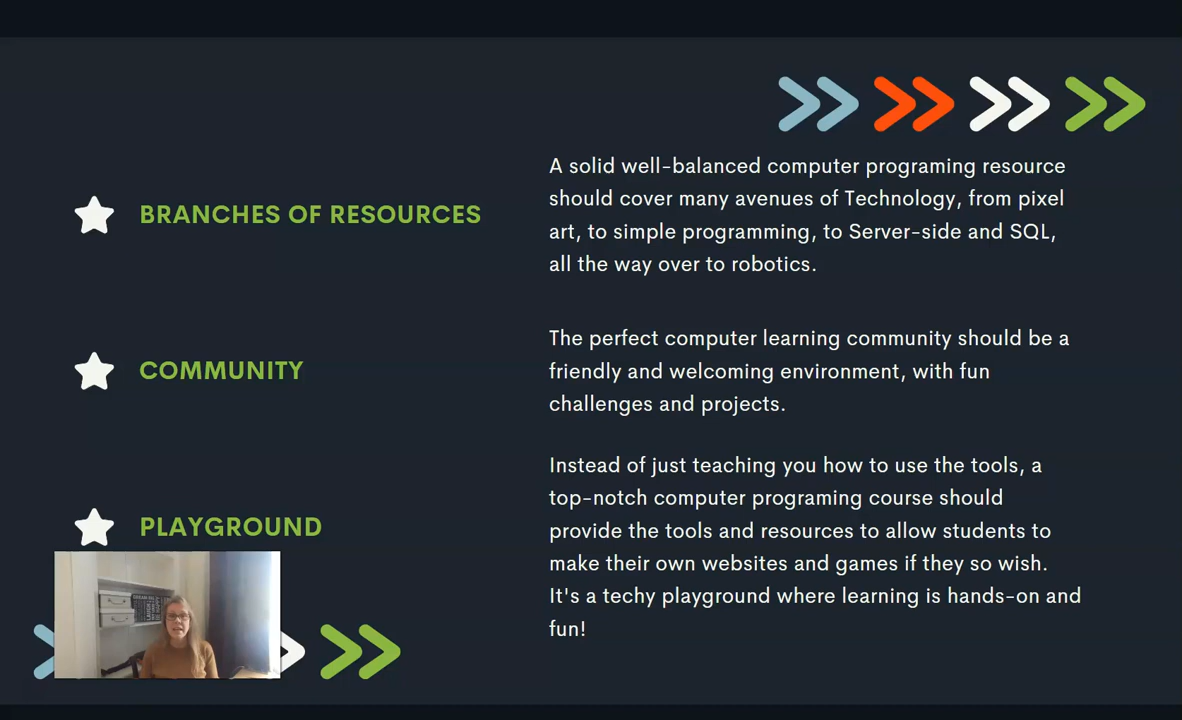 BRANCHES OF RESOURCES
A solid well-balanced computer programing resource
should cover many avenues of Technology, from pixel
art, to simple programming, to Server-side and SQL,
all the way over to robotics.
COMMUNITY
The perfect computer learning community should be a
friendly and welcoming environment, with fun
challenges and projects.
PLAYGROUND
Instead of just teaching you how to use the tools, a
top-notch computer programing course should
provide the tools and resources to allow students to
make their own websites and games if they so wish.
It's a techy playground where learning is hands-on and
fun!